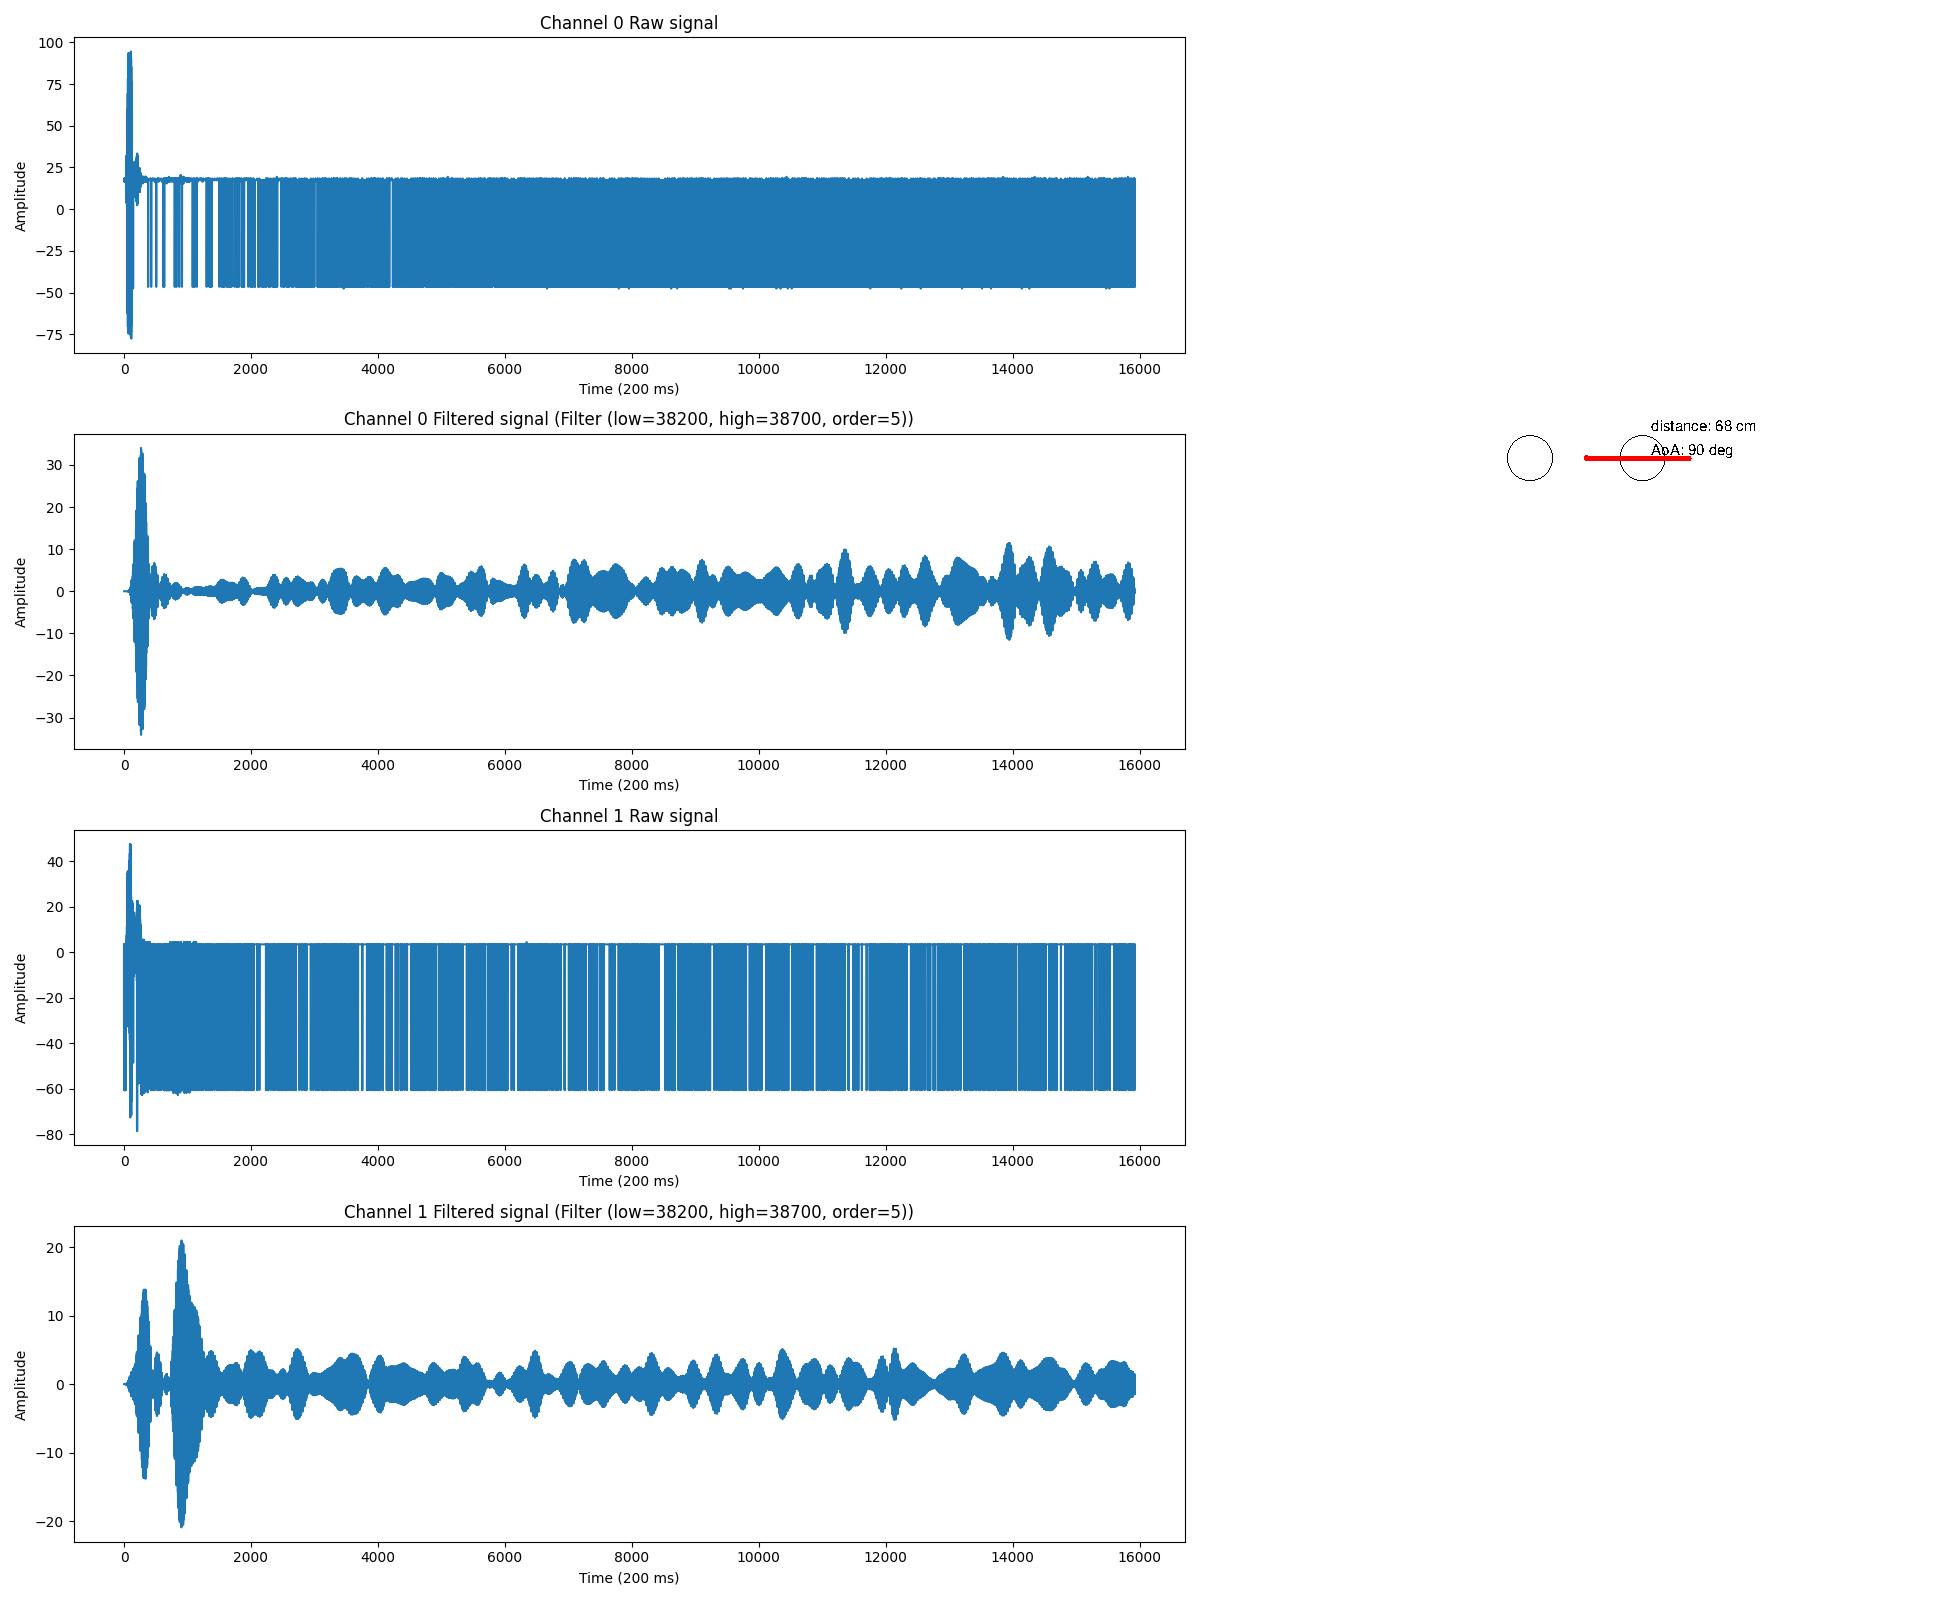 Channel 0 Raw signal
100
75
50
25
0
−25
−50
−75
Amplitude
0 2000 4000 6000 8000 10000 12000 14000 16000
Time (200 ms)
Channel 0 Filtered signal (Filter (low=38200, high=38700, order=5))
30
20
10
0
−10
−20
−30
Amplitude
0 2000 4000 6000 8000 10000 12000 14000 16000
Time (200 ms)
distance: 68 cm
AoA: 90 deg
Channel 1 Raw signal
40
20
0
−20
−40
−60
−80
Amplitude
0 2000 4000 6000 8000 10000 12000 14000 16000
Time (200 ms)
Channel 1 Filtered signal (Filter (low=38200, high=38700, order=5))
20
10
0
−10
−20
Amplitude
0 2000 4000 6000 8000 10000 12000 14000 16000
Time (200 ms)